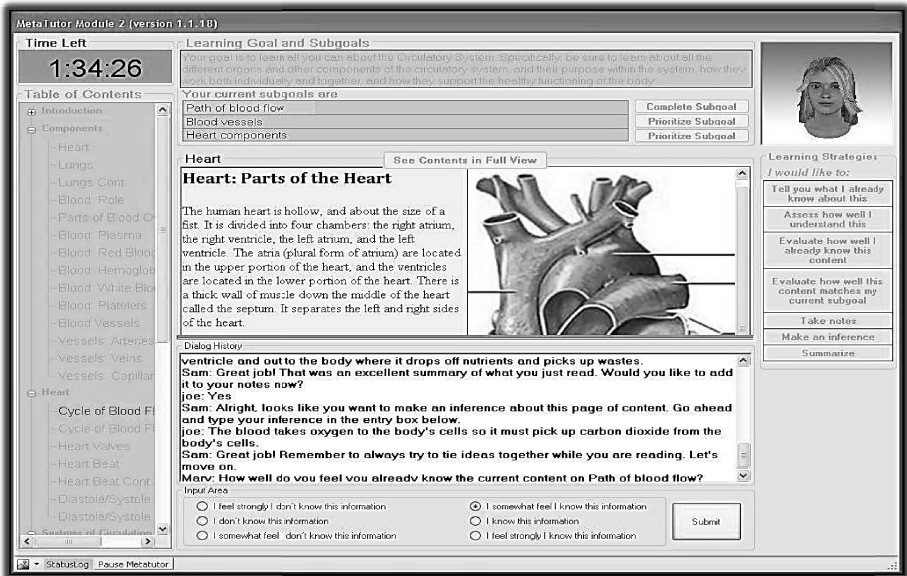 MetaTutor Module 2 (version 1.1.18)
Time Left
1:34:26
Table of Contents
Introduction
Components
Heart
Lungs
Lungs Cont.
Blood: Role
Parts of Blood
Blood: Plasma
Blood: Red Blood
Blood: Hemoglob
Blood: White Blo
Blood: Platelets
Blood Vessels
Vessels: Arteries
Vessels: Veins
Vessels: Capillar
Heart
Cycle of Blood Fl
Cycle of Blood Fl
Heart Valves
Heart Beat
Heart Beat Cont
Diastole/Systole
Diastole/Systole
Systems of Circulation
Learning Goal and Subgoals
Your goal is to learn all you can about the Circulatory System. Specifically, be sure to learn about all the
different organs and other components of the circulatory system, and their purpose within the system, how they
work both individually and together, and how they support the healthy functioning of the body.
Your current subgoals are
Path of blood flow
Complete Subgoal
Blood vessels
Prioritize Subgoal
Heart components
Prioritize Subgoal
Heart
See Contents in Full View
Heart: Parts of the Heart
The human heart is hollow, and about the size of a
fist. It is divided into four chambers: the right atrium,
the right ventricle, the left atrium, and the left
ventricle. The atria (plural form of atrium) are located
in the upper portion of the heart, and the ventricles
are located in the lower portion of the heart. There is
a thick wall of muscle down the middle of the heart
called the septum. It separates the left and right sides
of the heart.
Dialog History
ventricle and out to the body where it drops off nutrients and picks up wastes.
Sam: Great job! That was an excellent summary of what you just read. Would you like to add
it to your notes now?
joe: Yes
Sam: Alright, looks like you want to make an inference about this page of content. Go ahead
and type your inference in the entry box below.
joe: The blood takes oxygen to the body's cells so it must pick up carbon dioxide from the
body's cells.
Sam: Great job! Remember to always try to tie ideas together while you are reading. Let's
move on.
Mary: How well do you feel you already know the current content on Path of blood flow?
Input Area
I feel strongly I don't know this information
I don't know this information
I somewhat feel I don't know this information
I somewhat feel I know this information
I know this information
I feel strongly I know this information
Submit
Learning Strategies
I would like to:
Tell you what I already
know about this
Assess how well I
understand this
Evaluate how well I
already know this
content
Evaluate how well this
content matches my
current subgoal
Take notes
Make an inference
Summarize
StatusLog
Pause Metatutor